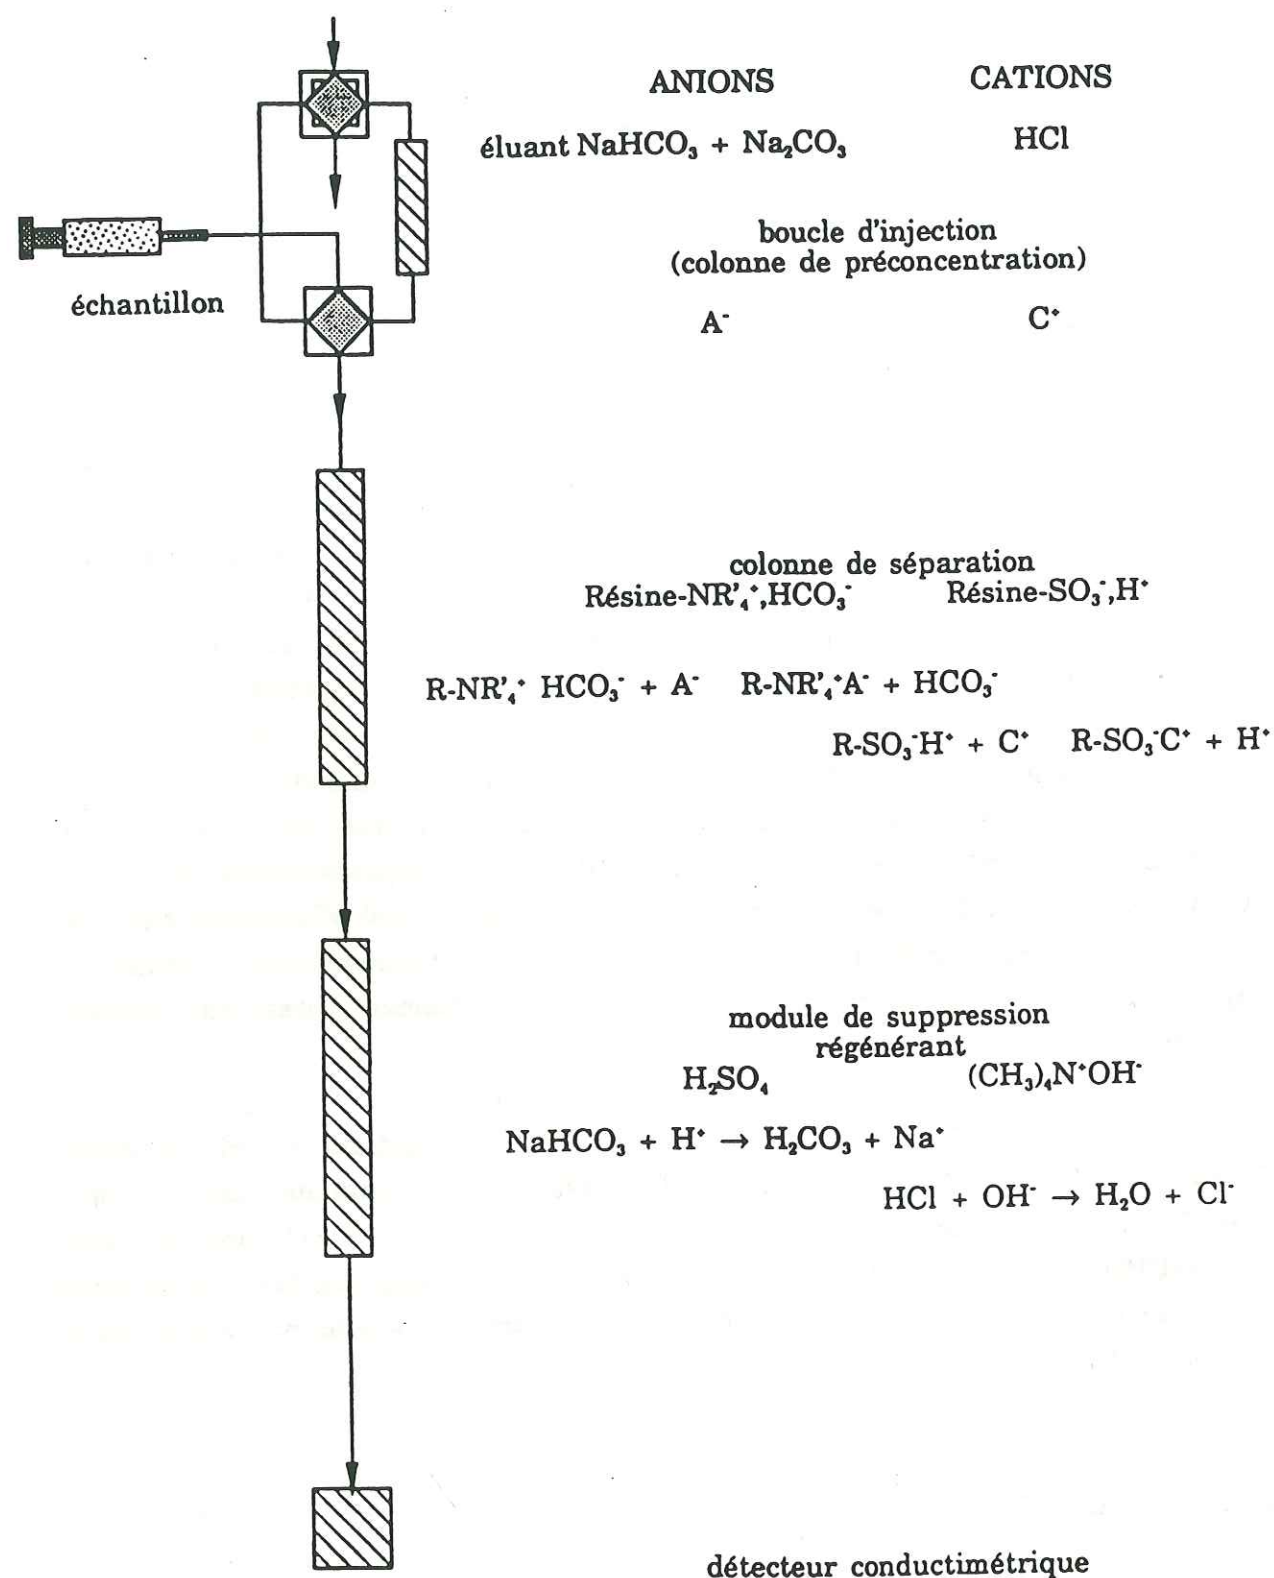 ANIONS CATIONS
éluant NaHCO₃ + Na₂CO₃ HCl
boucle d'injection
(colonne de préconcentration)
échantillon
A⁻ C⁺
colonne de séparation
Résine-NR'₄⁺,HCO₃⁻ Résine-SO₃⁻,H⁺
R-NR'₄⁺ HCO₃⁻ + A⁻ R-NR'₄⁺A⁻ + HCO₃⁻
R-SO₃⁻H⁺ + C⁺ R-SO₃⁻C⁺ + H⁺
module de suppression
régénérant
H₂SO₄ (CH₃)₄N⁺OH⁻
NaHCO₃ + H⁺ → H₂CO₃ + Na⁺
HCl + OH⁻ → H₂O + Cl⁻
détecteur conductimétrique